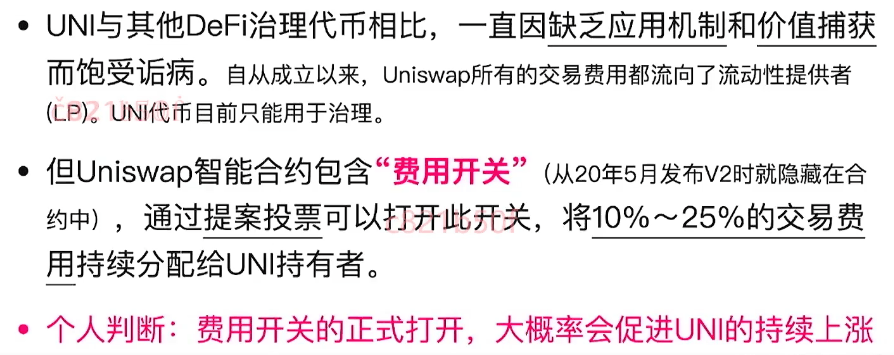 • UNI与其他DeFi治理代币相比，一直因缺乏应用机制和价值捕获
而饱受诟病。自从成立以来，Uniswap所有的交易费用都流向了流动性提供者
(LP)。UNI代币目前只能用于治理。
• 但Uniswap智能合约包含“费用开关”（从20年5月发布V2时就隐藏在合
约中），通过提案投票可以打开此开关，将10%～25%的交易费
用持续分配给UNI持有者。
• 个人判断：费用开关的正式打开，大概率会促进UNI的持续上涨